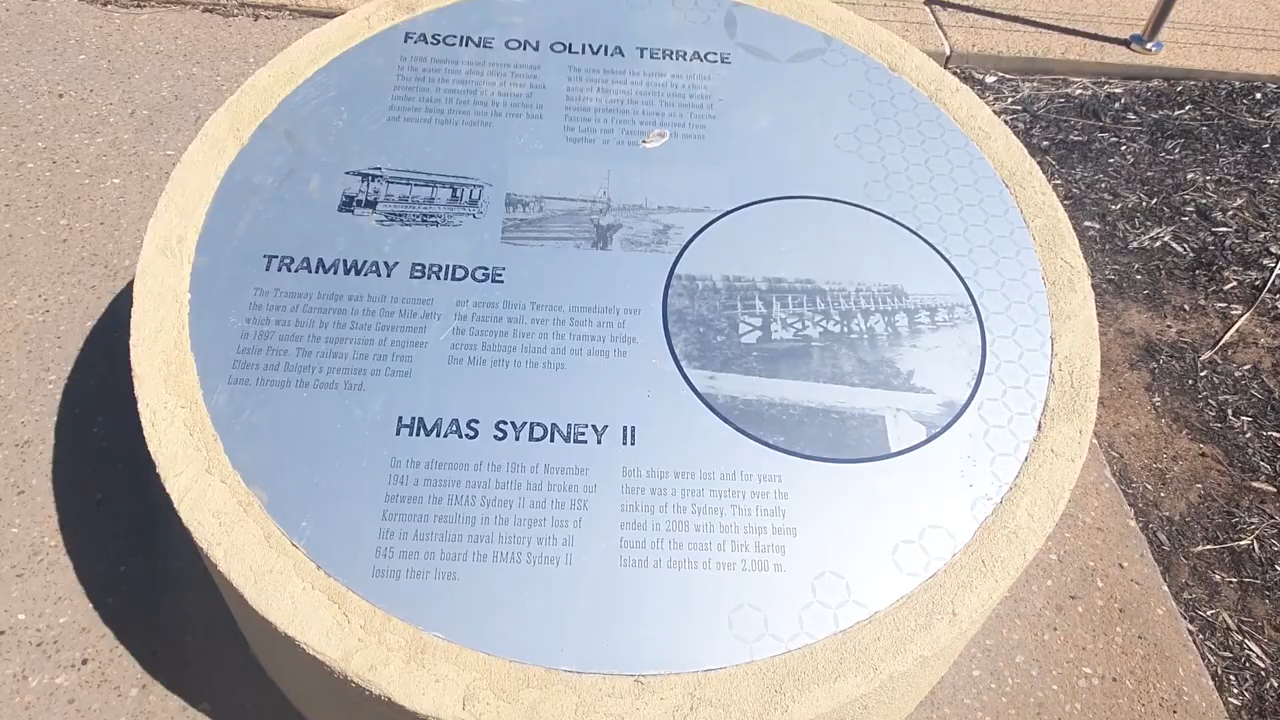 FASCINE ON OLIVIA TERRACE
In 1896 flooding caused severe damage
to the water front along Olivia Terrace.
This led to the construction of river bank
protection. It consisted of a barrier of
timber stakes 18 feet long by 9 inches in
diameter being driven into the river bank
and secured tightly together.
The area behind the barrier was infilled
with coarse sand and gravel by a chain
gang of Aboriginal convicts using wicker
baskets to carry the soil. This method of
erosion protection is known as a 'Fascine'
Fascine is a French word derived from
the Latin root means
'together' or 'as one
TRAMWAY BRIDGE
The Tramway bridge was built to connect
the town of Carnarvon to the One Mile Jetty
which was built by the State Government
in 1897 under the supervision of engineer
Leslie Price. The railway line ran from
Elders and Dalgety's premises on Camel
Lane, through the Goods Yard,
out across Olivia Terrace, immediately over
the Fascine wall, over the South arm of
the Gascoyne River on the tramway bridge,
across Babbage Island and out along the
One Mile jetty to the ships.
HMAS SYDNEY II
On the afternoon of the 19th of November
1941 a massive naval battle had broken out
between the HMAS Sydney II and the HSK
Kormoran resulting in the largest loss of
life in Australian naval history with all
645 men on board the HMAS Sydney II
losing their lives.
Both ships were lost and for years
there was a great mystery over the
sinking of the Sydney. This finally
ended in 2008 with both ships being
found off the coast of Dirk Hartog
Island at depths of over 2,000 m.